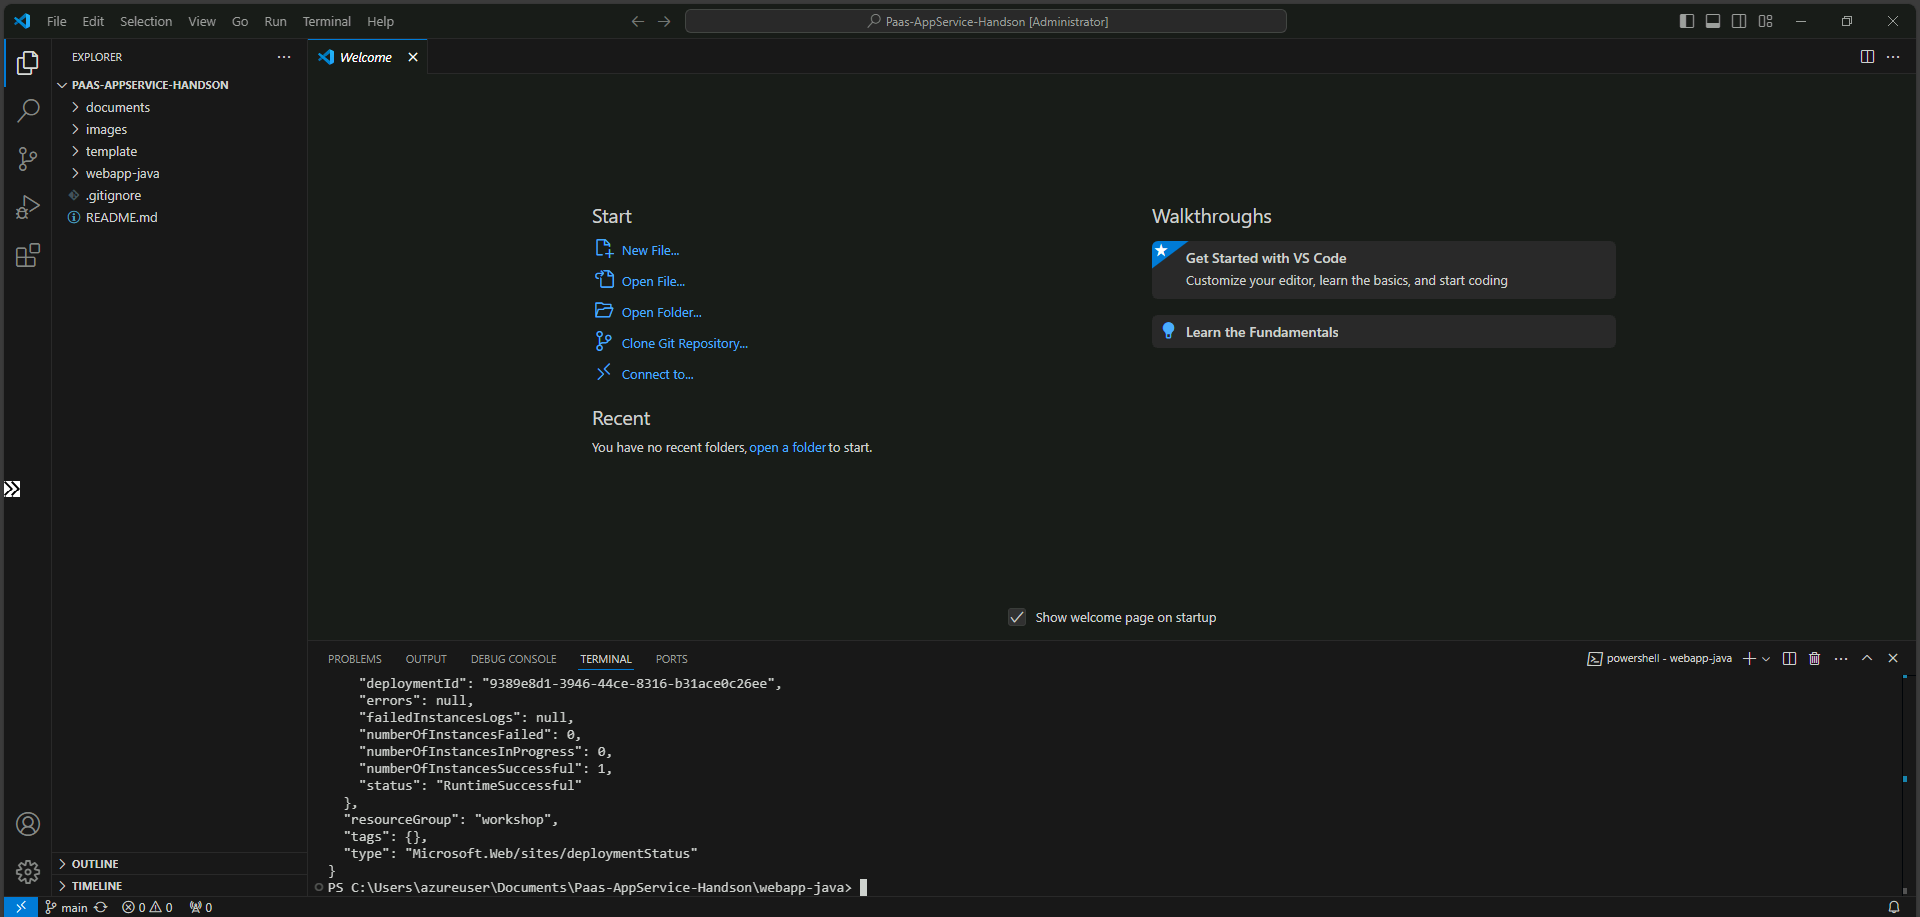 File Edit Selection View Go Run Terminal Help
Paas-AppService-Handson [Administrator]
EXPLORER
PAAS-APPSERVICE-HANDSON
documents
images
template
webapp-java
.gitignore
README.md
OUTLINE
TIMELINE
Welcome
Start
New File...
Open File...
Open Folder...
Clone Git Repository...
Connect to...
Recent
You have no recent folders, open a folder to start.
Walkthroughs
Get Started with VS Code
Customize your editor, learn the basics, and start coding
Learn the Fundamentals
Show welcome page on startup
PROBLEMS OUTPUT DEBUG CONSOLE TERMINAL PORTS
powershell - webapp-java
"deploymentId": "9389e8d1-3946-44ce-8316-b31ace0c26ee",
"errors": null,
"failedInstancesLogs": null,
"numberOfInstancesFailed": 0,
"numberOfInstancesInProgress": 0,
"numberOfInstancesSuccessful": 1,
"status": "RuntimeSuccessful"
},
"resourceGroup": "workshop",
"tags": {},
"type": "Microsoft.Web/sites/deploymentStatus"
}
PS C:\Users\azureuser\Documents\Paas-AppService-Handson\webapp-java>
main 0 0 0